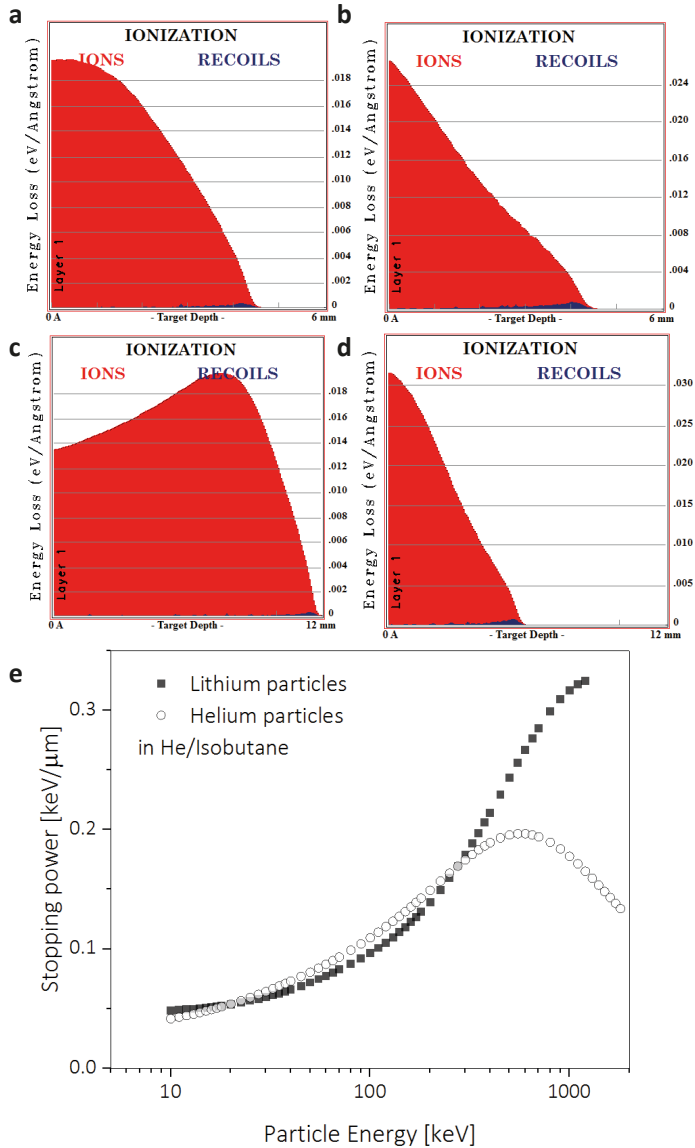 a
IONIZATION
IONS RECOILS
Energy Loss (eV/Angstrom)
.018
.016
.014
.012
.010
.008
.006
.004
.002
0
Layer 1
0 A - Target Depth - 6 mm
b
IONIZATION
IONS RECOILS
Energy Loss (eV/Angstrom)
.024
.020
.016
.012
.008
.004
0
Layer 1
0 A - Target Depth - 6 mm
c
IONIZATION
IONS RECOILS
Energy Loss (eV/Angstrom)
.018
.016
.014
.012
.010
.008
.006
.004
.002
0
Layer 1
0 A - Target Depth - 12 mm
d
IONIZATION
IONS RECOILS
Energy Loss (eV/Angstrom)
.030
.025
.020
.015
.010
.005
0
Layer 1
0 A - Target Depth - 12 mm
e
Lithium particles
Helium particles
in He/Isobutane
Stopping power [keV/μm]
0.3
0.2
0.1
0.0
10 100 1000
Particle Energy [keV]